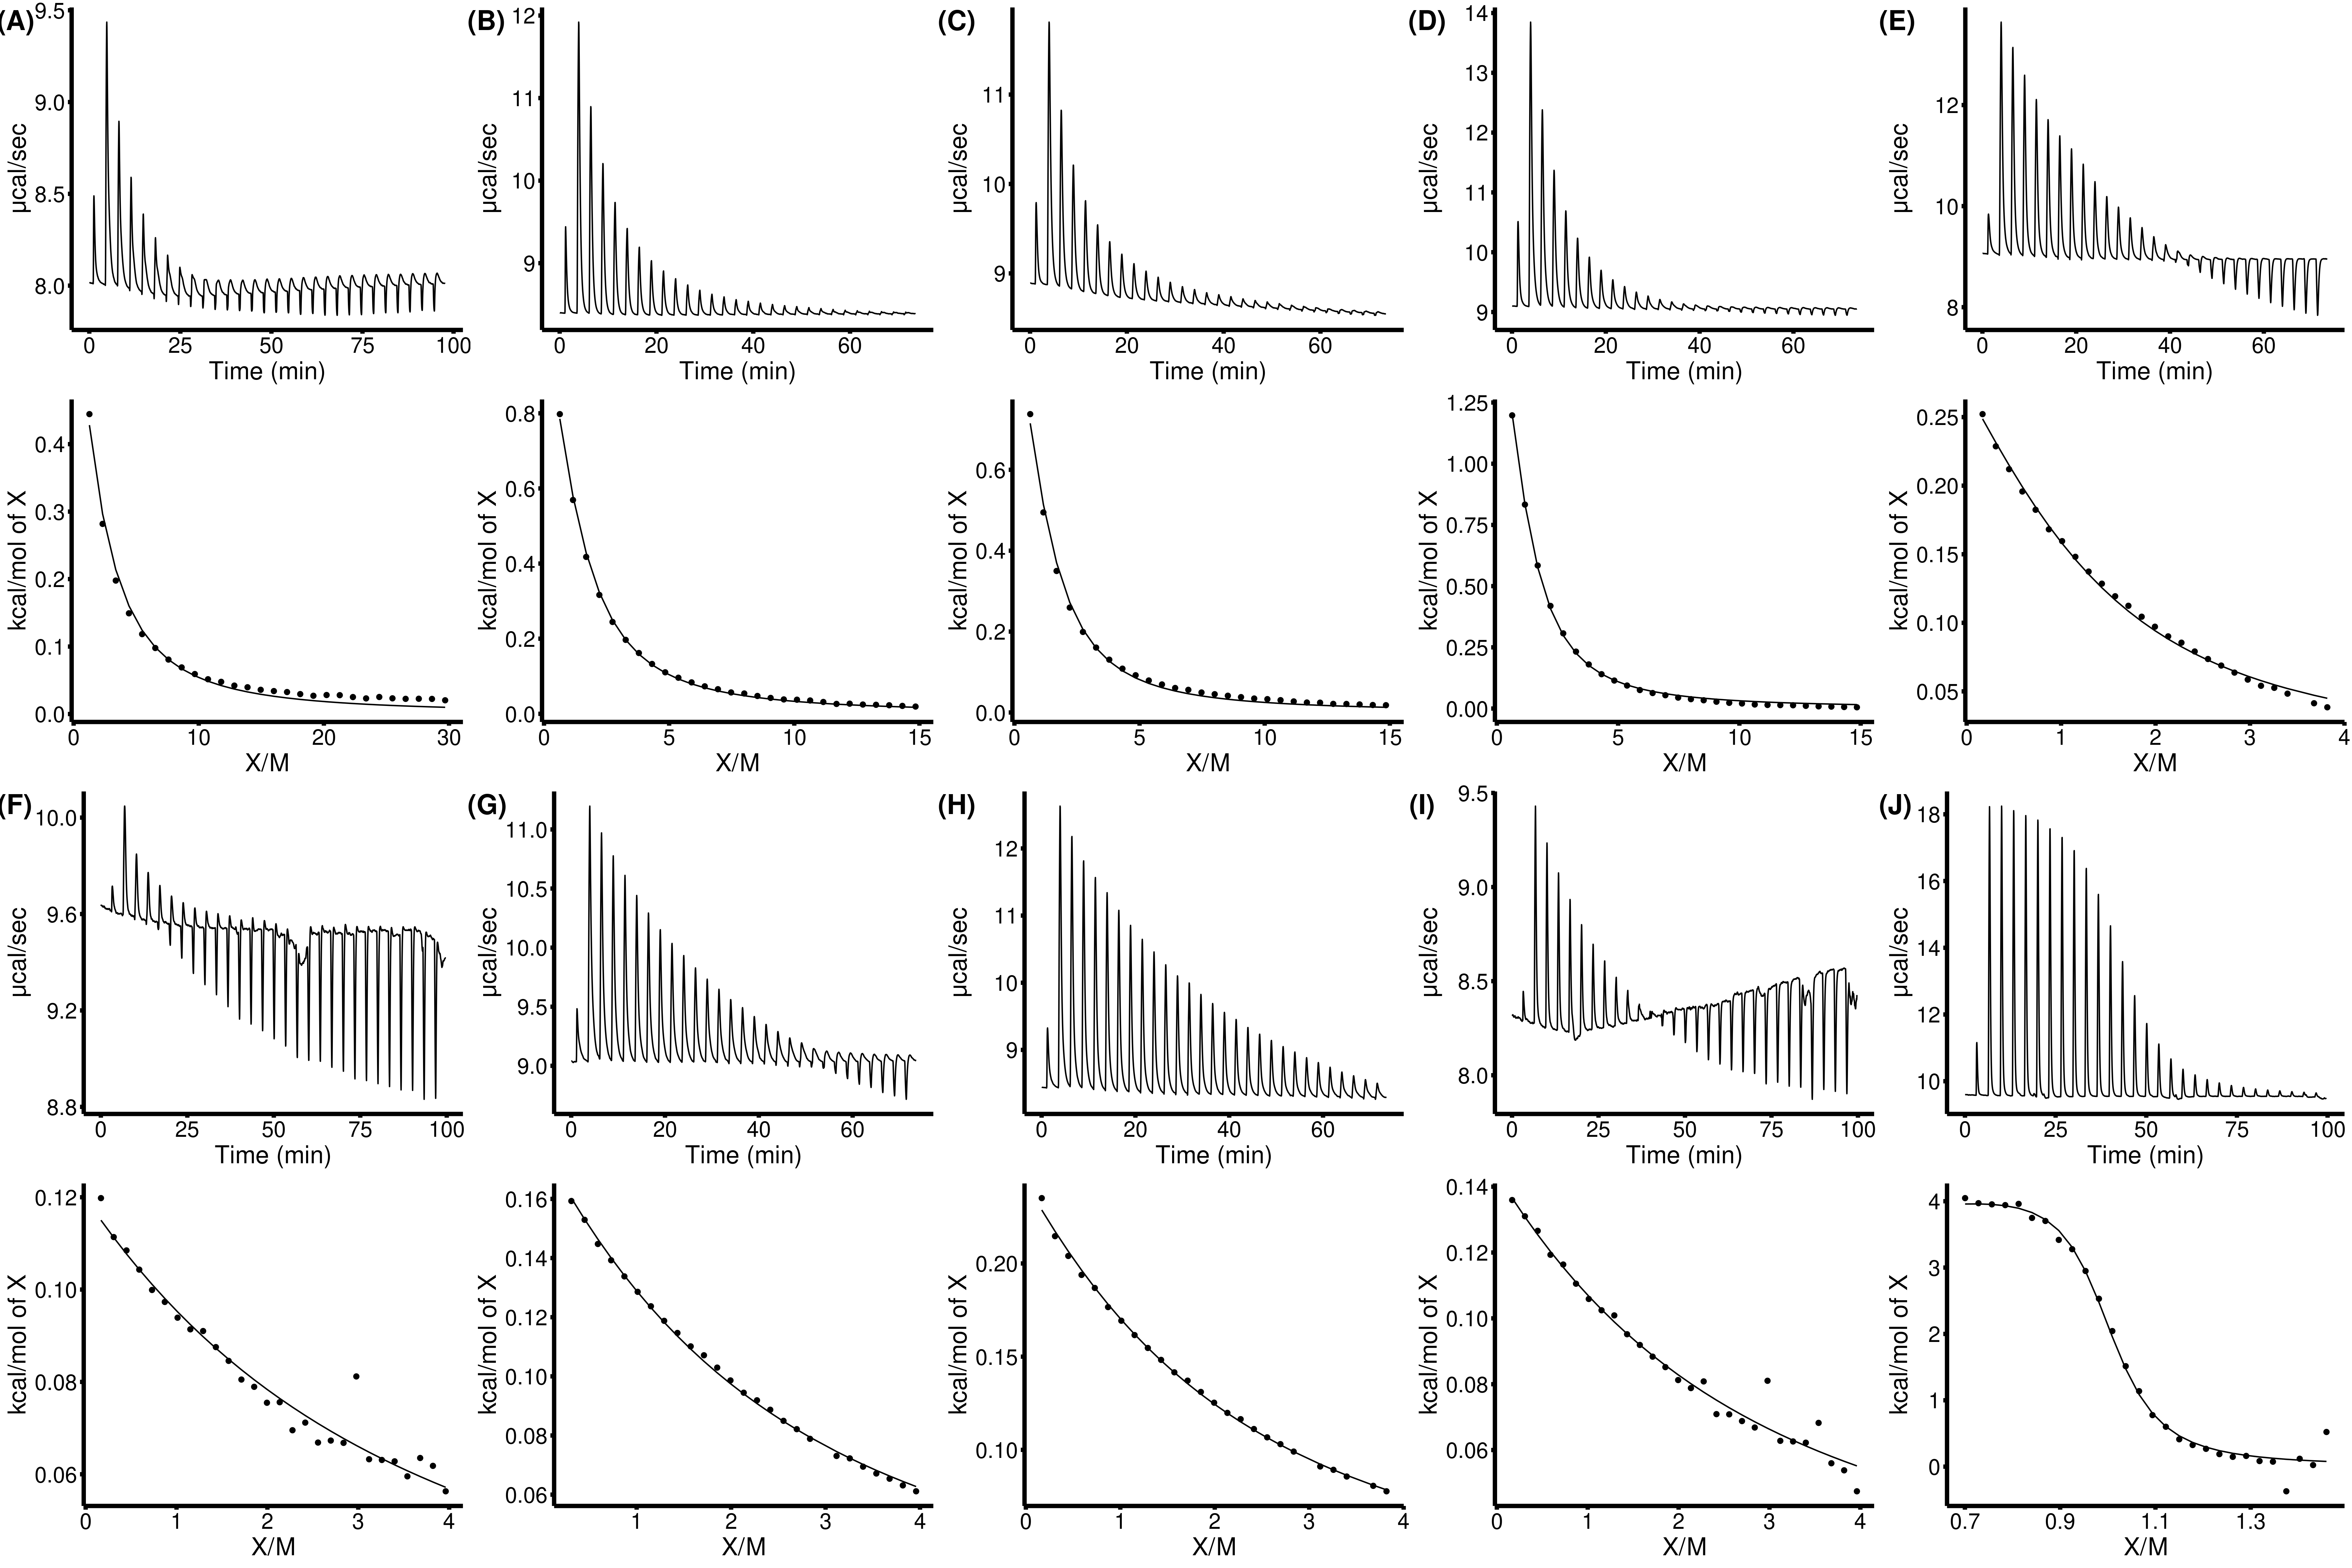 (A)
9.5
9.0
8.5
8.0
µcal/sec
0 25 50 75 100
Time (min)
(B)
12
11
10
9
µcal/sec
0 20 40 60
Time (min)
(C)
11
10
9
µcal/sec
0 20 40 60
Time (min)
(D)
14
13
12
11
10
9
µcal/sec
0 20 40 60
Time (min)
(E)
12
10
8
µcal/sec
0 20 40 60
Time (min)
0.4
0.3
0.2
0.1
0.0
kcal/mol of X
0 10 20 30
X/M
0.8
0.6
0.4
0.2
0.0
kcal/mol of X
0 5 10 15
X/M
0.6
0.4
0.2
0.0
kcal/mol of X
0 5 10 15
X/M
1.25
1.00
0.75
0.50
0.25
0.00
kcal/mol of X
0 5 10 15
X/M
0.25
0.20
0.15
0.10
0.05
kcal/mol of X
0 1 2 3 4
X/M
(F)
10.0
9.6
9.2
8.8
µcal/sec
0 25 50 75 100
Time (min)
(G)
11.0
10.5
10.0
9.5
9.0
µcal/sec
0 20 40 60
Time (min)
(H)
12
11
10
9
µcal/sec
0 20 40 60
Time (min)
(I)
9.5
9.0
8.5
8.0
µcal/sec
0 25 50 75 100
Time (min)
(J)
18
16
14
12
10
µcal/sec
0 25 50 75 100
Time (min)
0.12
0.10
0.08
0.06
kcal/mol of X
0 1 2 3 4
X/M
0.16
0.14
0.12
0.10
0.08
0.06
kcal/mol of X
1 2 3 4
X/M
0.20
0.15
0.10
kcal/mol of X
0 1 2 3 4
X/M
0.14
0.12
0.10
0.08
0.06
kcal/mol of X
0 1 2 3 4
X/M
4
3
2
1
0
kcal/mol of X
0.7 0.9 1.1 1.3
X/M